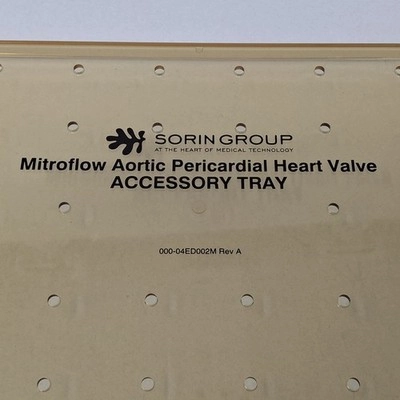 SORIN GROUP
AT THE HEART OF MEDICAL TECHNOLOGY
Mitroflow Aortic Pericardial Heart Valve
ACCESSORY TRAY
000-04ED002M Rev A